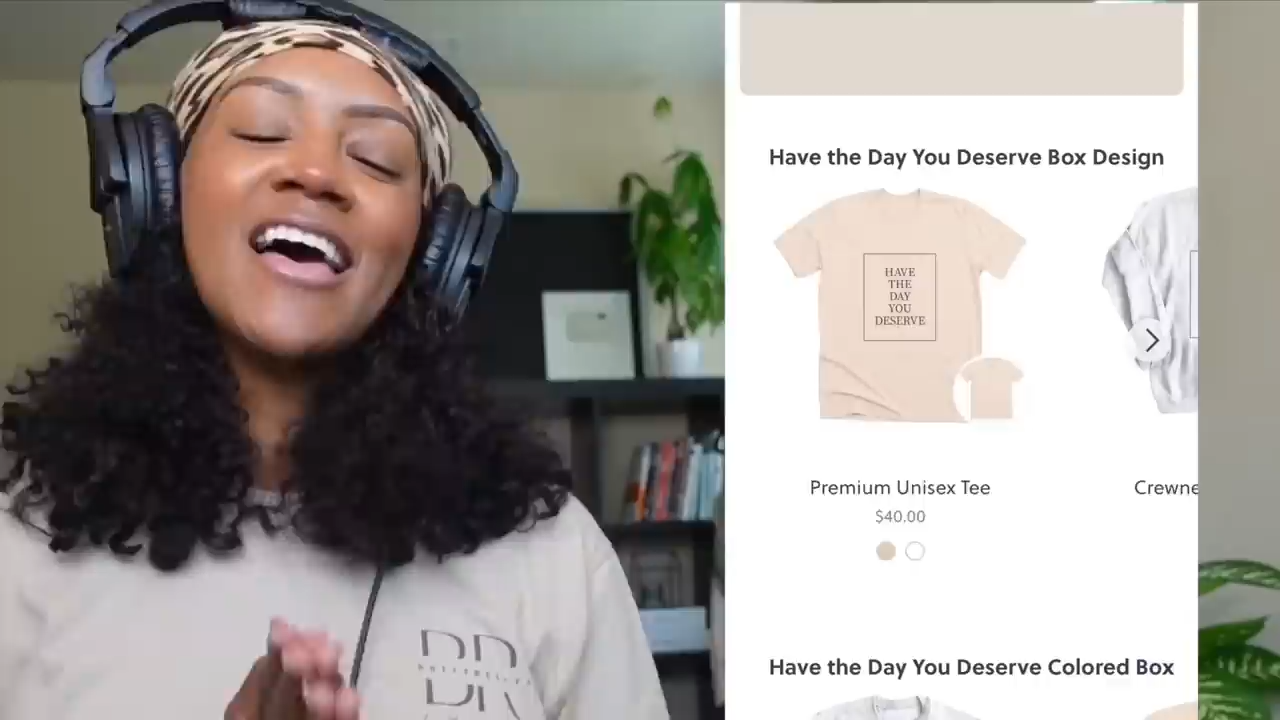 Have the Day You Deserve Box Design
HAVE
THE
DAY
YOU
DESERVE
Premium Unisex Tee
Crewne
$40.00
Have the Day You Deserve Colored Box